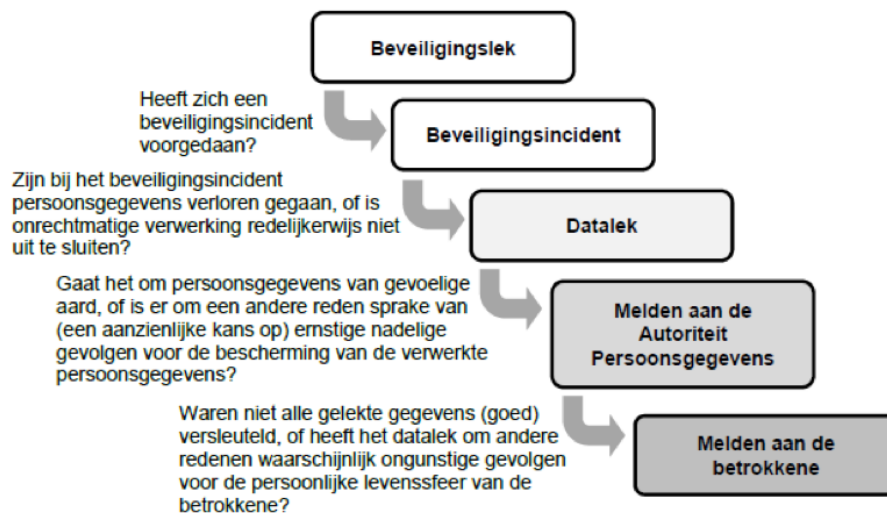 Beveiligingslek
Heeft zich een
beveiligingsincident
voorgedaan?
Beveiligingsincident
Zijn bij het beveiligingsincident
persoonsgegevens verloren gegaan, of is
onrechtmatige verwerking redelijkerwijs niet
uit te sluiten?
Datalek
Gaat het om persoonsgegevens van gevoelige
aard, of is er om een andere reden sprake van
(een aanzienlijke kans op) ernstige nadelige
gevolgen voor de bescherming van de verwerkte
persoonsgegevens?
Melden aan de
Autoriteit
Persoonsgegevens
Waren niet alle gelekte gegevens (goed)
versleuteld, of heeft het datalek om andere
redenen waarschijnlijk ongunstige gevolgen
voor de persoonlijke levenssfeer van de
betrokkene?
Melden aan de
betrokkene